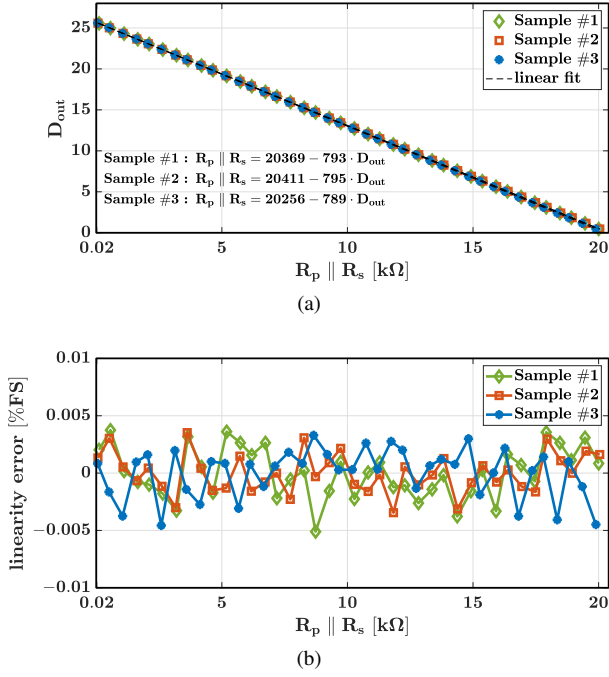 25
20
15
10
5
0
D_out
Sample #1
Sample #2
Sample #3
linear fit
Sample #1 : R_p ∥ R_s = 20369 − 793 · D_out
Sample #2 : R_p ∥ R_s = 20411 − 795 · D_out
Sample #3 : R_p ∥ R_s = 20256 − 789 · D_out
0.02 5 10 15 20
R_p ∥ R_s [kΩ]
(a)
0.01
0.005
0
−0.005
−0.01
linearity error [%FS]
Sample #1
Sample #2
Sample #3
0.02 5 10 15 20
R_p ∥ R_s [kΩ]
(b)